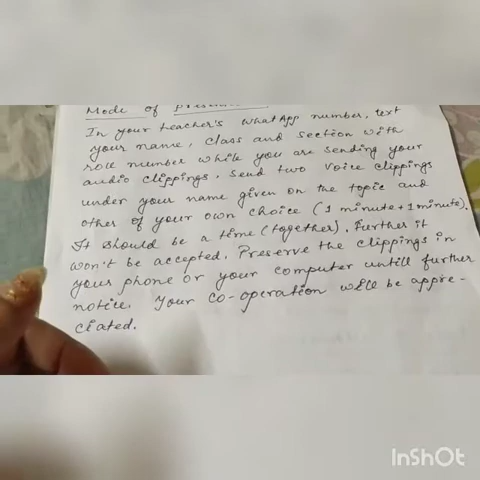 Mode of
In your teacher's WhatApp number, text
your name, Class and Section with
roll number while you are sending your
audio clippings, send two voice clippings
under your name given on the topic and
other of your own choice (1 minute + 1 minute).
It should be a time (together). Further it
won't be accepted. Preserve the clippings in
your phone or your computer untill further
notice. Your co-operation will be appre-
ciated.
InShOt